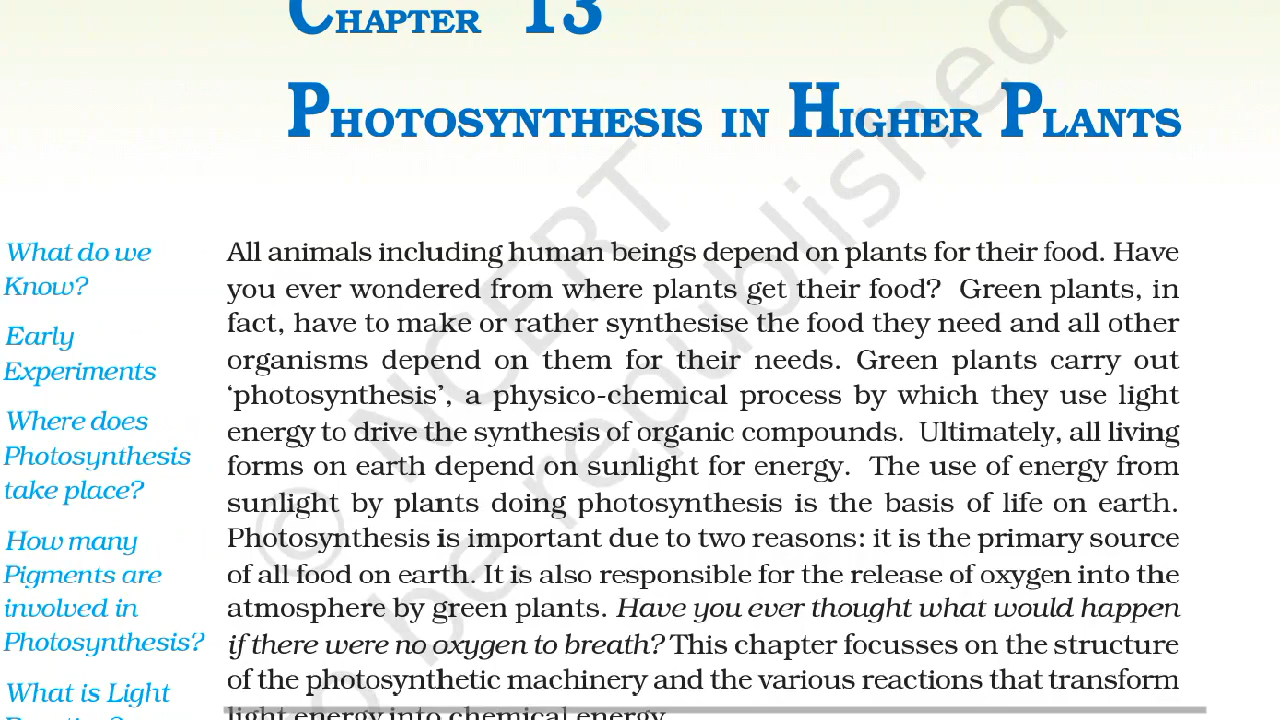 CHAPTER 13
PHOTOSYNTHESIS IN HIGHER PLANTS
What do we
Know?
Early
Experiments
Where does
Photosynthesis
take place?
How many
Pigments are
involved in
Photosynthesis?
What is Light
All animals including human beings depend on plants for their food. Have
you ever wondered from where plants get their food? Green plants, in
fact, have to make or rather synthesise the food they need and all other
organisms depend on them for their needs. Green plants carry out
‘photosynthesis’, a physico-chemical process by which they use light
energy to drive the synthesis of organic compounds. Ultimately, all living
forms on earth depend on sunlight for energy. The use of energy from
sunlight by plants doing photosynthesis is the basis of life on earth.
Photosynthesis is important due to two reasons: it is the primary source
of all food on earth. It is also responsible for the release of oxygen into the
atmosphere by green plants. Have you ever thought what would happen
if there were no oxygen to breath? This chapter focusses on the structure
of the photosynthetic machinery and the various reactions that transform
light energy into chemical energy.
© NCERT
be republished